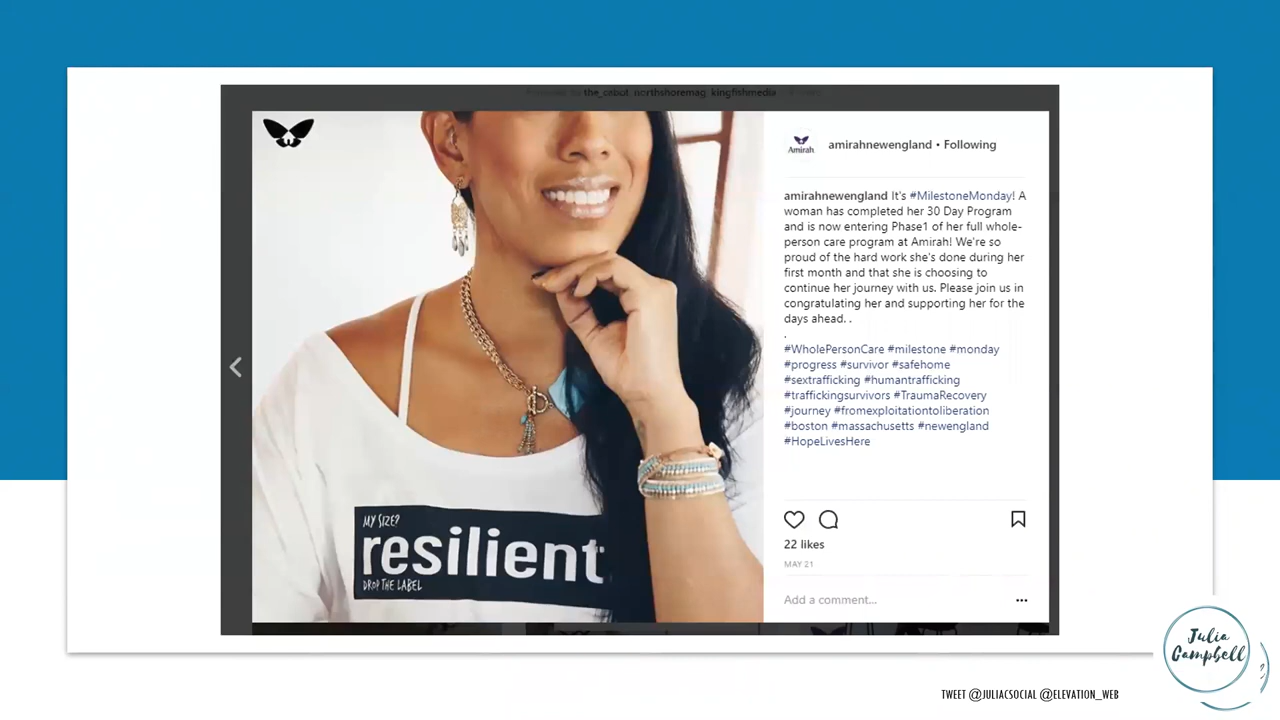 the_cabot northshoremag kingfishmedia
Amirah
amirahnewengland • Following
amirahnewengland It's #MilestoneMonday! A
woman has completed her 30 Day Program
and is now entering Phase1 of her full whole-
person care program at Amirah! We're so
proud of the hard work she's done during her
first month and that she is choosing to
continue her journey with us. Please join us in
congratulating her and supporting her for the
days ahead. .
.
#WholePersonCare #milestone #monday
#progress #survivor #safehome
#sextrafficking #humantrafficking
#traffickingsurvivors #TraumaRecovery
#journey #fromexploitationtoliberation
#boston #massachusetts #newengland
#HopeLivesHere
22 likes
MAY 21
Add a comment...
MY SIZE?
resilient
DROP THE LABEL
Julia
Campbell
TWEET @JULIACSOCIAL @ELEVATION_WEB